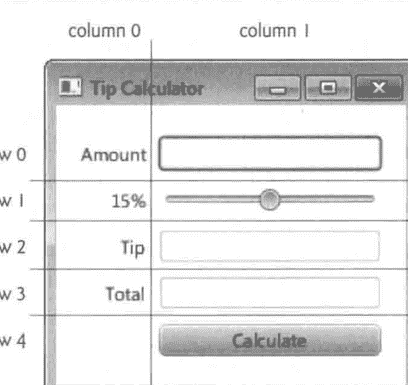 column 0 column 1
Tip Calculator
w 0 Amount
w 1 15%
w 2 Tip
w 3 Total
w 4 Calculate